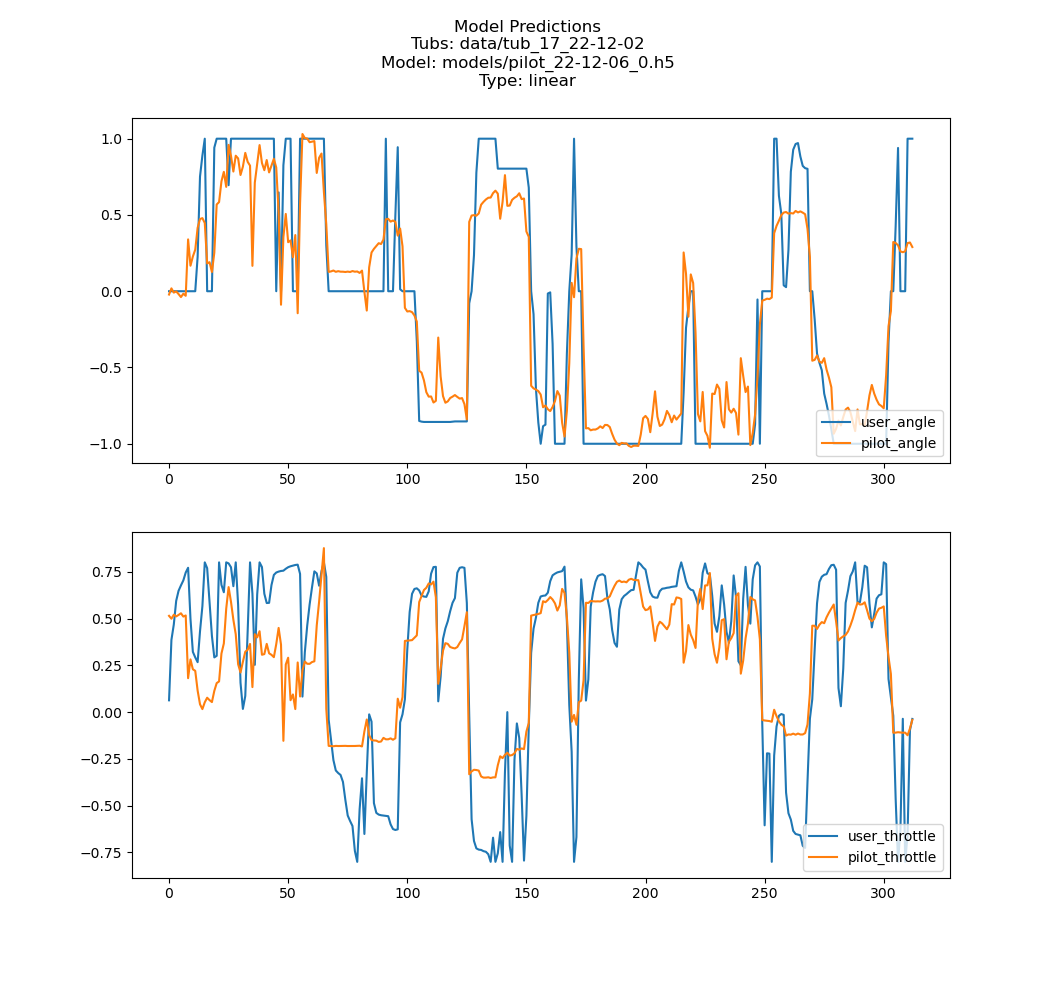 Model Predictions
Tubs: data/tub_17_22-12-02
Model: models/pilot_22-12-06_0.h5
Type: linear
1.0
0.5
0.0
−0.5
−1.0
user_angle
pilot_angle
0 50 100 150 200 250 300
0.75
0.50
0.25
0.00
−0.25
−0.50
−0.75
user_throttle
pilot_throttle
0 50 100 150 200 250 300